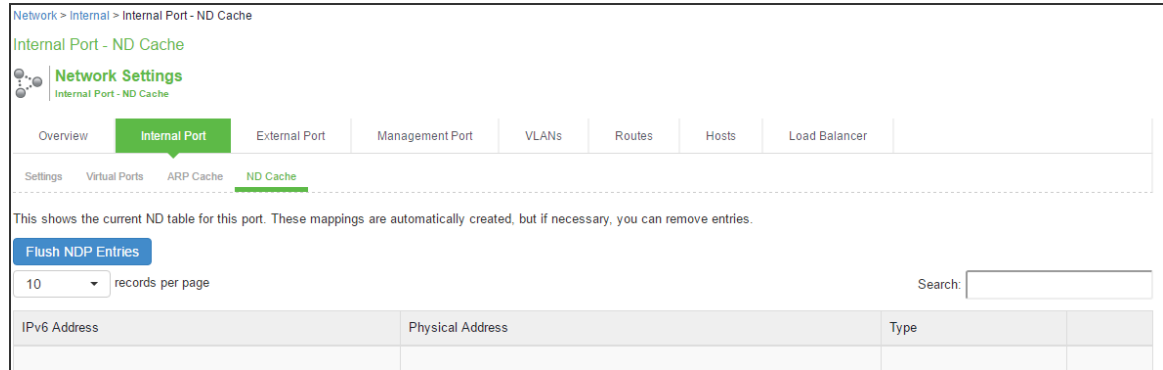 Network > Internal > Internal Port - ND Cache
Internal Port - ND Cache
Network Settings
Internal Port - ND Cache
Overview Internal Port External Port Management Port VLANs Routes Hosts Load Balancer
Settings Virtual Ports ARP Cache ND Cache
This shows the current ND table for this port. These mappings are automatically created, but if necessary, you can remove entries.
Flush NDP Entries
10 records per page Search:
IPv6 Address Physical Address Type